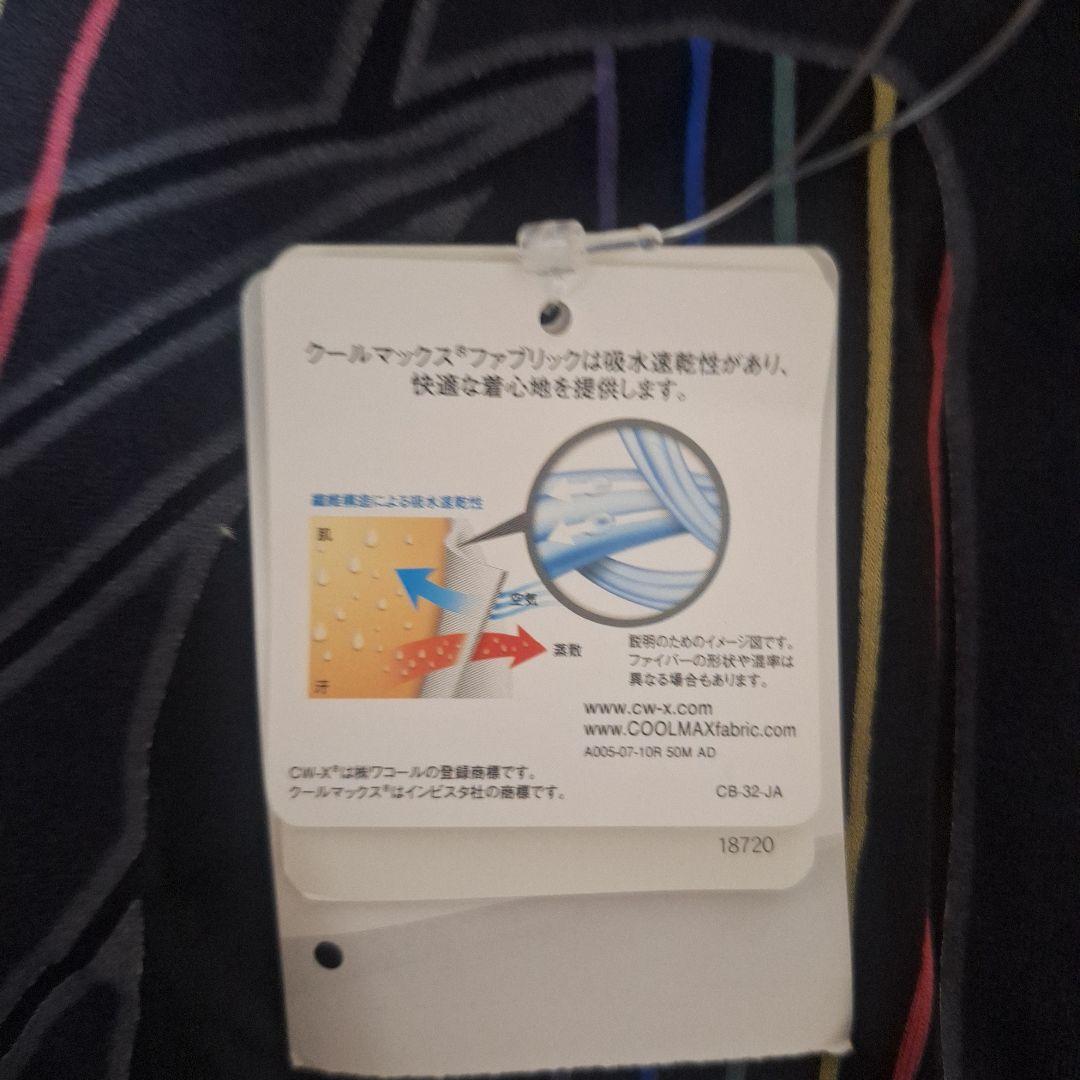 クールマックス®ファブリックは吸水速乾性があり、
快適な着心地を提供します。
繊維構造による吸水速乾性
肌
空気
蒸散
汗
説明のためのイメージ図です。
ファイバーの形状や混率は
異なる場合もあります。
www.cw-x.com
www.COOLMAXfabric.com
A005-07-10R 50M AD
CW-X®は㈱ワコールの登録商標です。
クールマックス®はインビスタ社の商標です。
CB-32-JA
18720